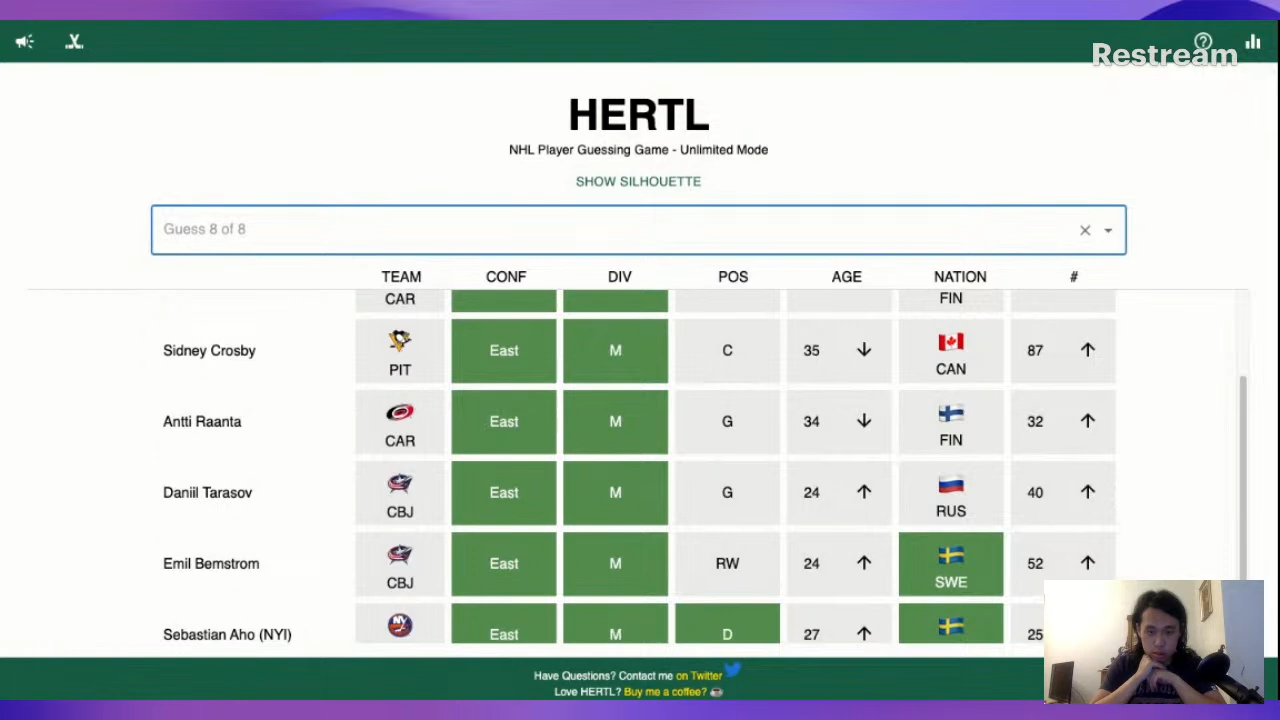 Restream
HERTL
NHL Player Guessing Game - Unlimited Mode
SHOW SILHOUETTE
Guess 8 of 8
TEAM CONF DIV POS AGE NATION #
CAR FIN
Sidney Crosby PIT East M C 35 CAN 87
Antti Raanta CAR East M G 34 FIN 32
Daniil Tarasov CBJ East M G 24 RUS 40
Emil Bemstrom CBJ East M RW 24 SWE 52
Sebastian Aho (NYI) NY East M D 27 25
Have Questions? Contact me on Twitter
Love HERTL? Buy me a coffee?